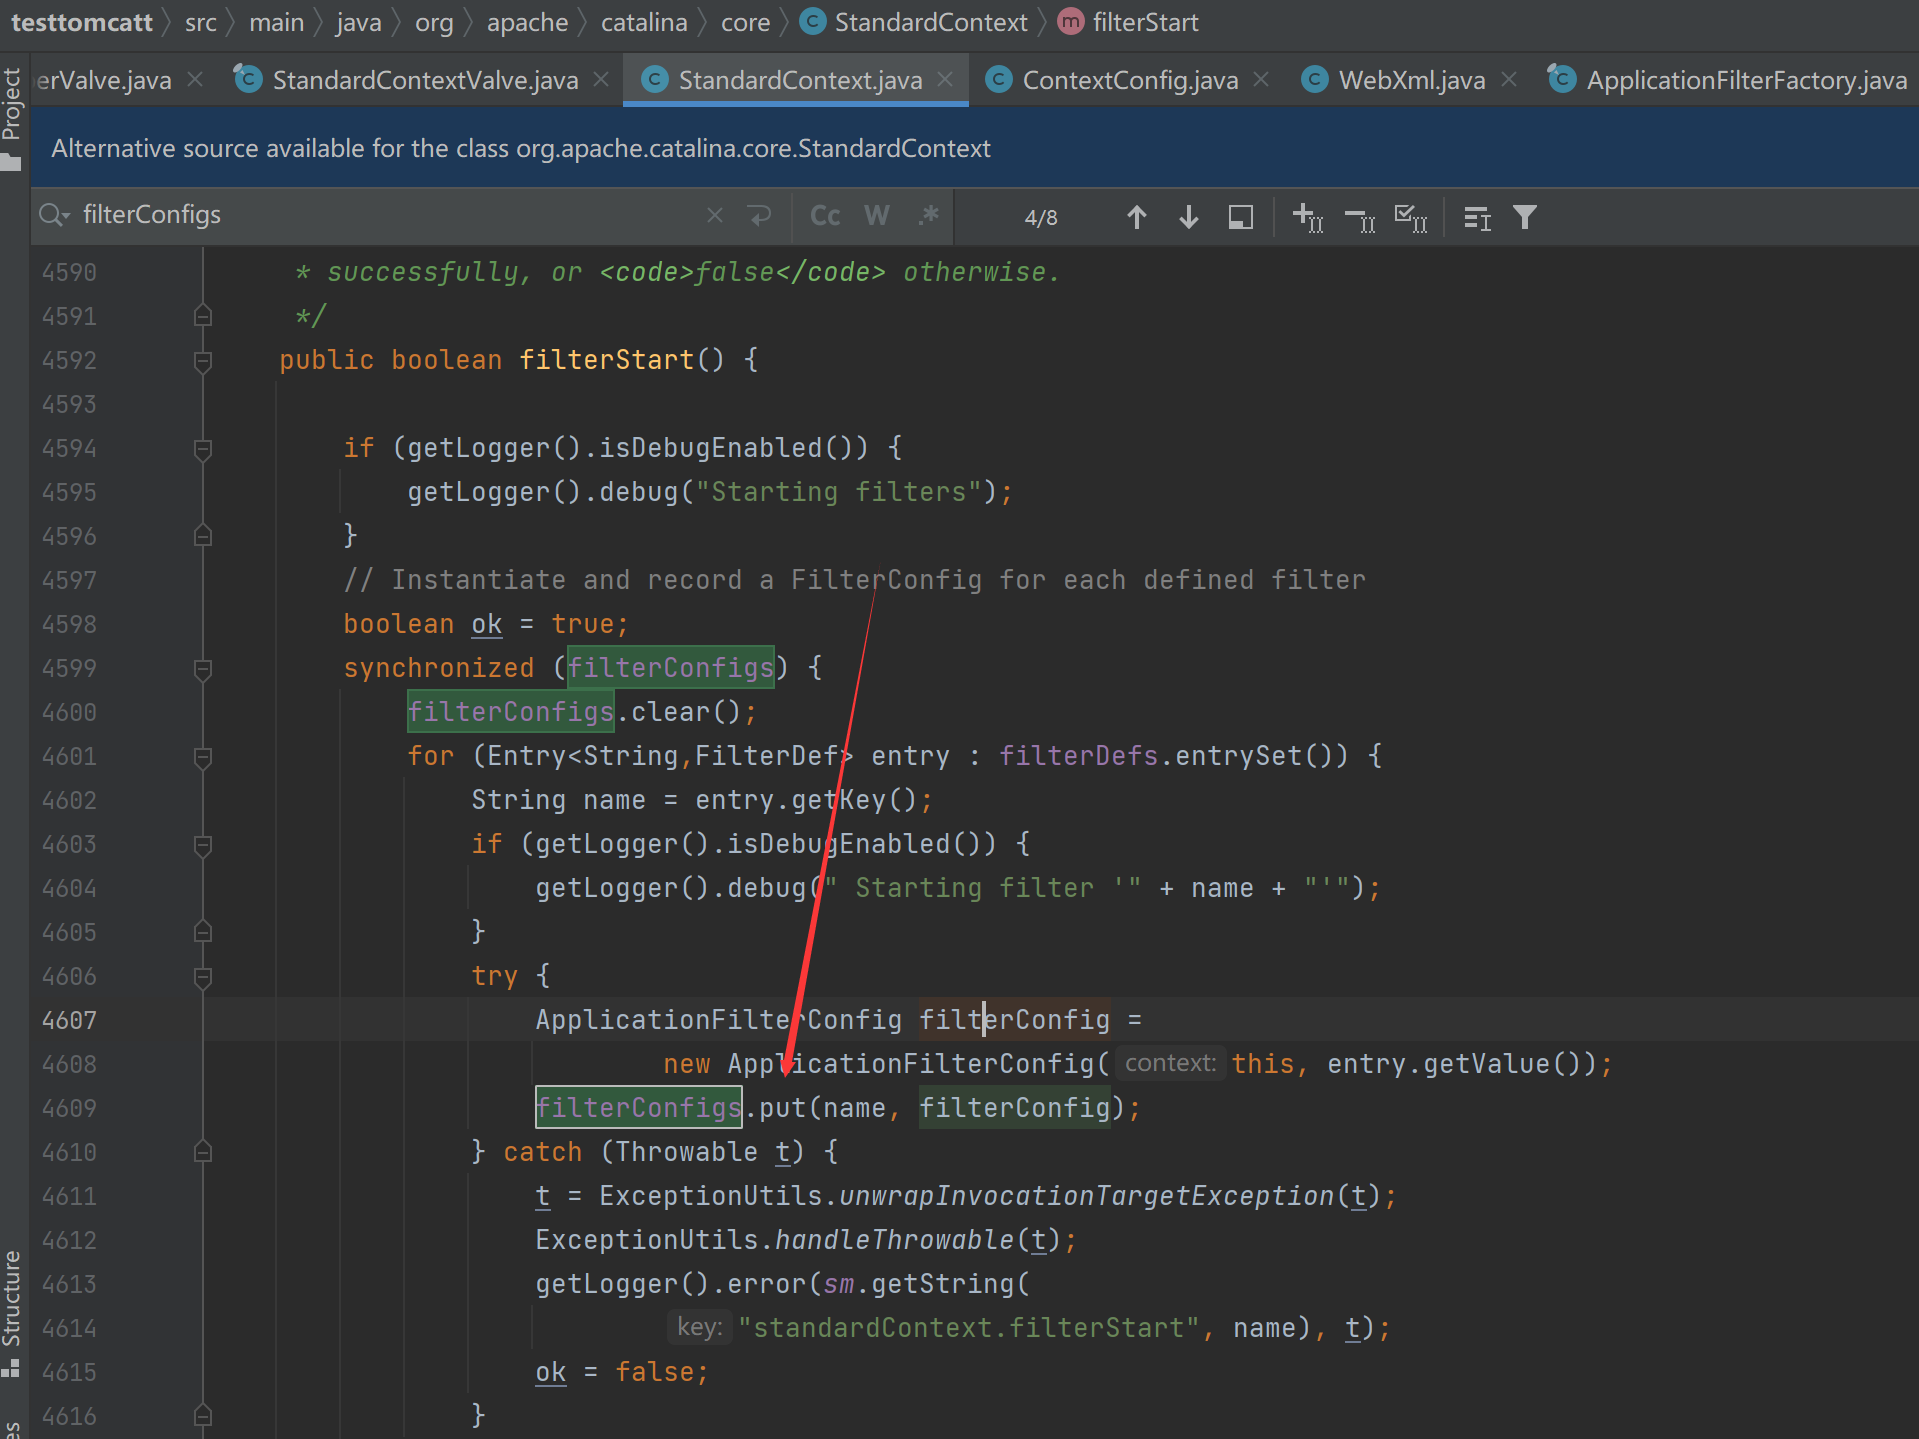 testtomcatt src main java org apache catalina core StandardContext filterStart
erValve.java StandardContextValve.java StandardContext.java ContextConfig.java WebXml.java ApplicationFilterFactory.java
Project
Alternative source available for the class org.apache.catalina.core.StandardContext
filterConfigs Cc W .* 4/8
4590 * successfully, or <code>false</code> otherwise.
4591 */
4592 public boolean filterStart() {
4593
4594 if (getLogger().isDebugEnabled()) {
4595 getLogger().debug("Starting filters");
4596 }
4597 // Instantiate and record a FilterConfig for each defined filter
4598 boolean ok = true;
4599 synchronized (filterConfigs) {
4600 filterConfigs.clear();
4601 for (Entry<String,FilterDef> entry : filterDefs.entrySet()) {
4602 String name = entry.getKey();
4603 if (getLogger().isDebugEnabled()) {
4604 getLogger().debug(" Starting filter '" + name + "'");
4605 }
4606 try {
4607 ApplicationFilterConfig filterConfig =
4608 new ApplicationFilterConfig( context: this, entry.getValue());
4609 filterConfigs.put(name, filterConfig);
4610 } catch (Throwable t) {
4611 t = ExceptionUtils.unwrapInvocationTargetException(t);
4612 ExceptionUtils.handleThrowable(t);
4613 getLogger().error(sm.getString(
4614 key: "standardContext.filterStart", name), t);
4615 ok = false;
4616 }
Structure
es